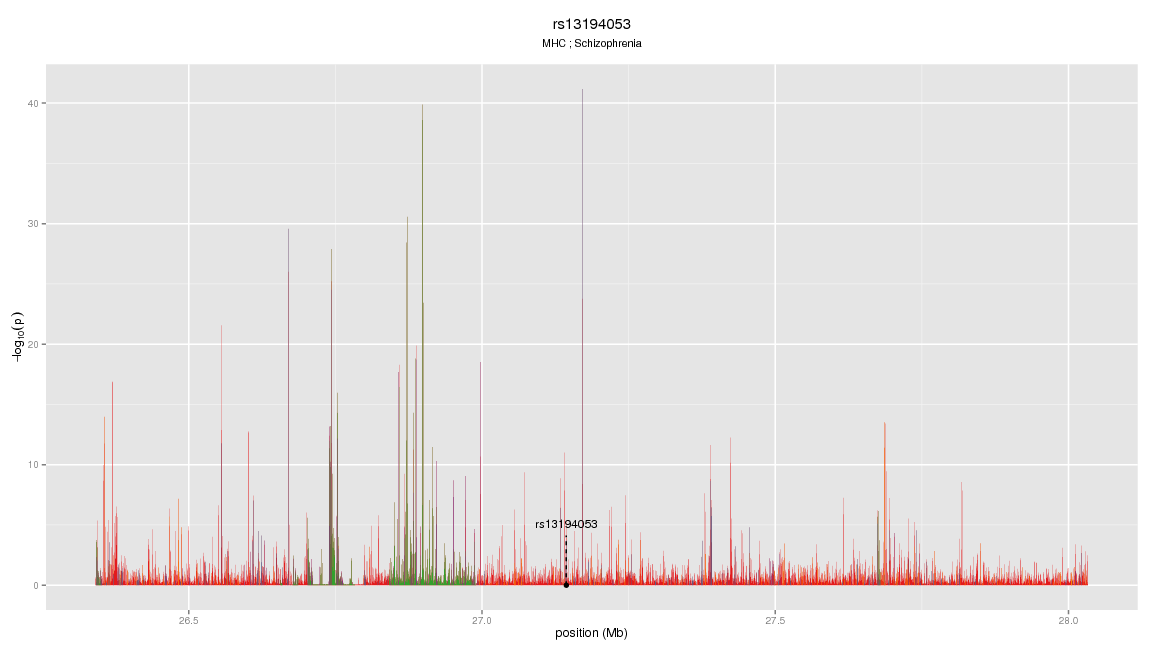 rs13194053
MHC ; Schizophrenia
40
30
20
10
0
−log10(p)
rs13194053
26.5 27.0 27.5 28.0
position (Mb)